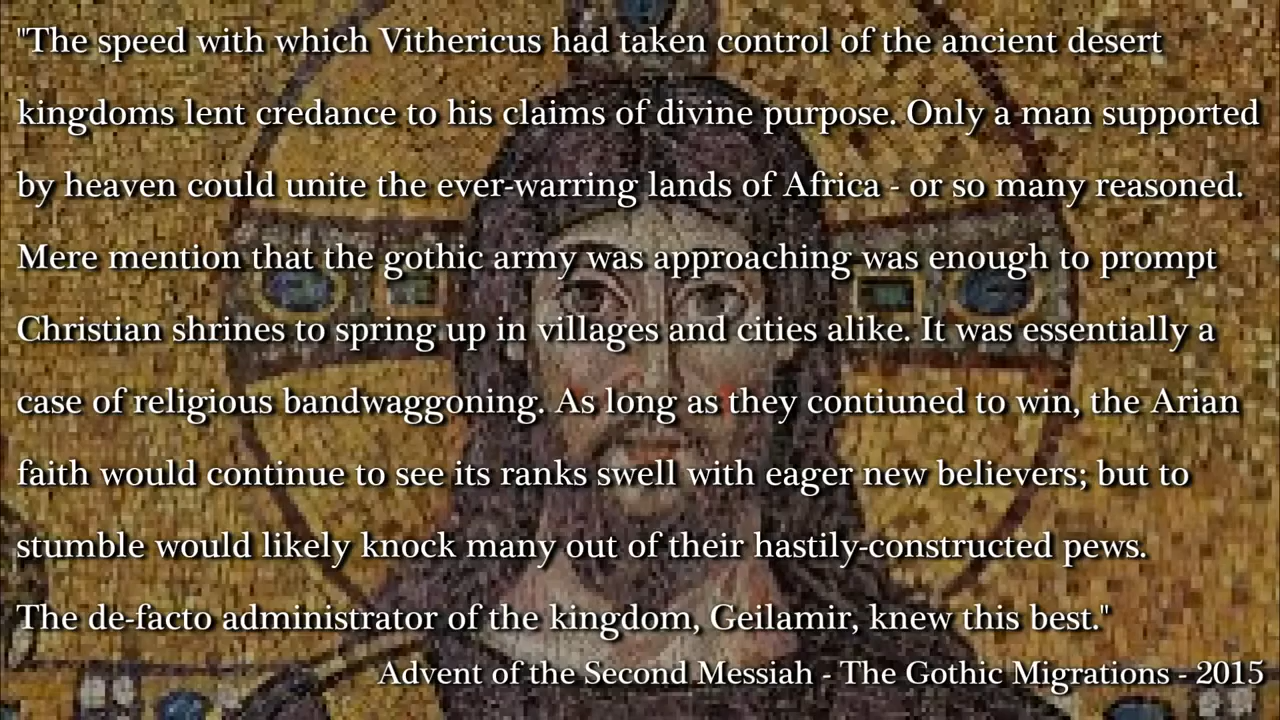 "The speed with which Vithericus had taken control of the ancient desert
kingdoms lent credance to his claims of divine purpose. Only a man supported
by heaven could unite the ever-warring lands of Africa - or so many reasoned.
Mere mention that the gothic army was approaching was enough to prompt
Christian shrines to spring up in villages and cities alike. It was essentially a
case of religious bandwaggoning. As long as they contiuned to win, the Arian
faith would continue to see its ranks swell with eager new believers; but to
stumble would likely knock many out of their hastily-constructed pews.
The de-facto administrator of the kingdom, Geilamir, knew this best."
Advent of the Second Messiah - The Gothic Migrations - 2015